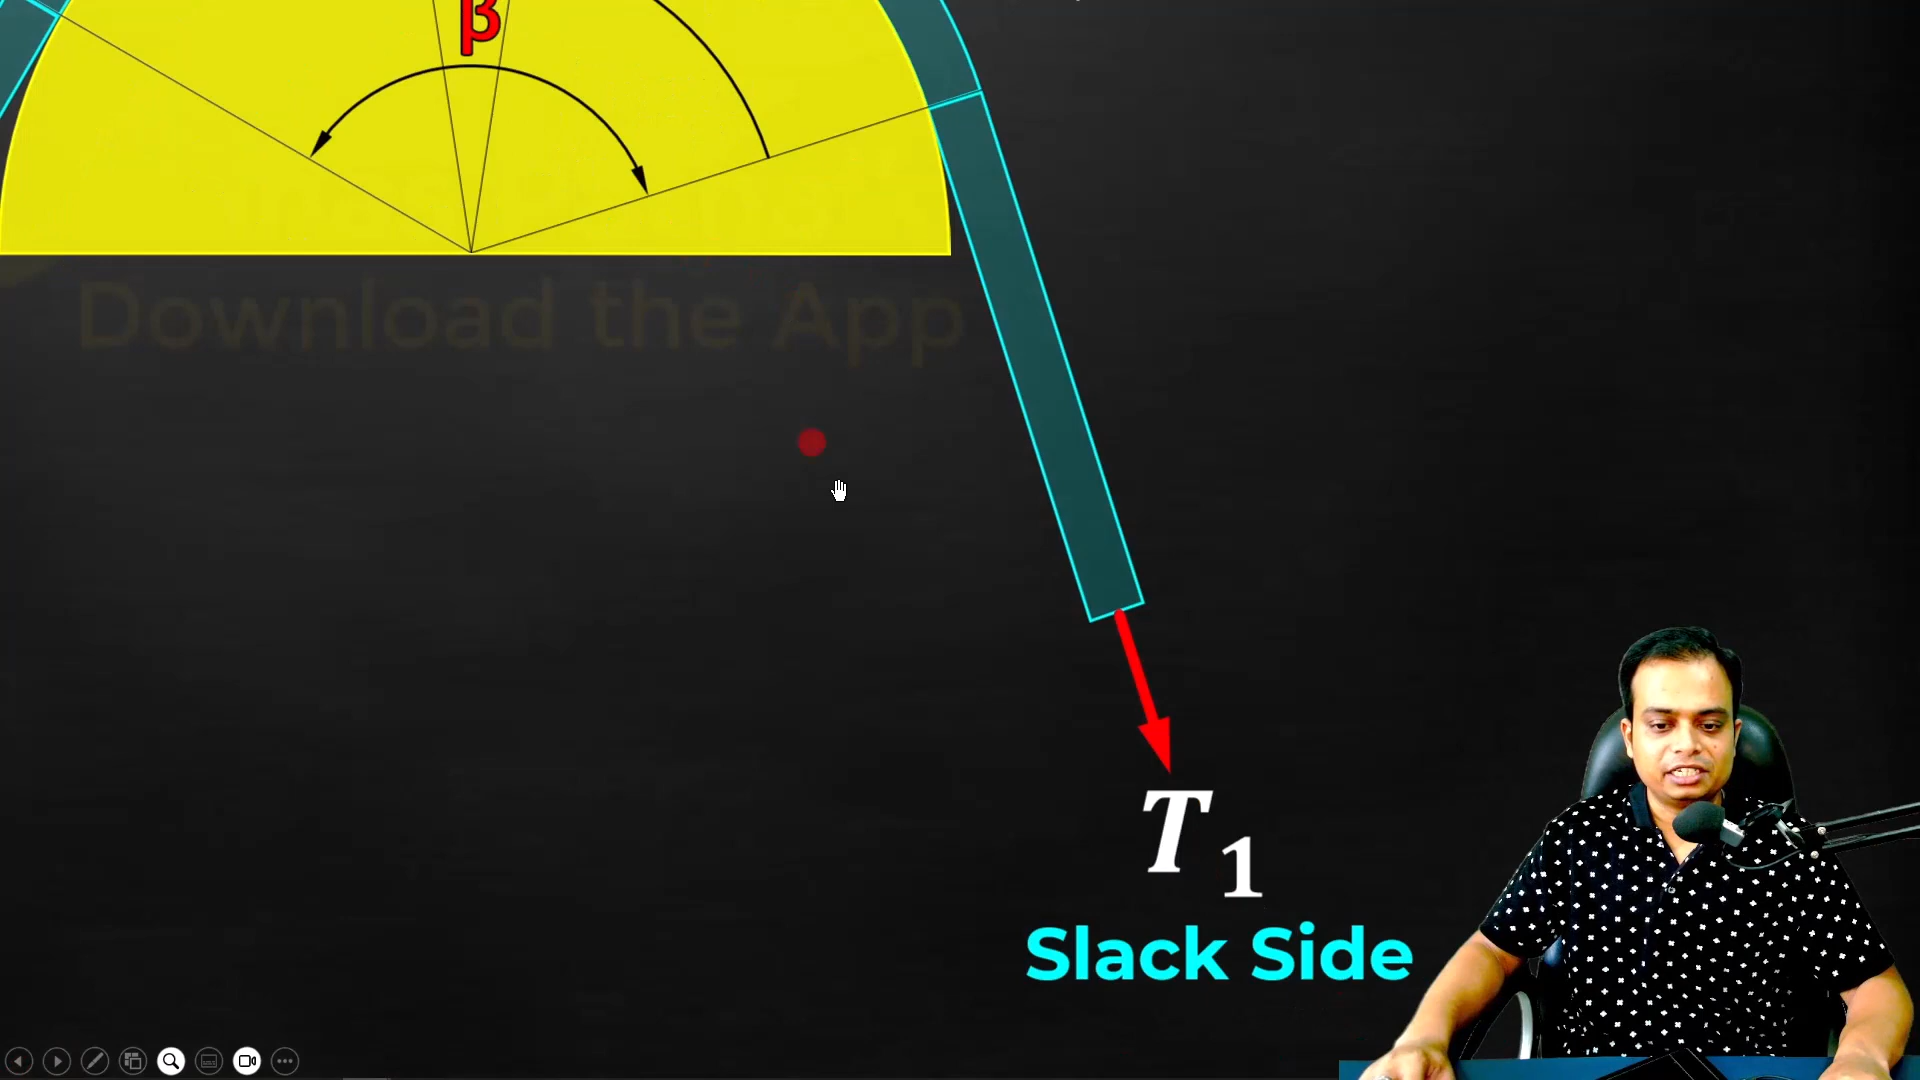 β
Download the App
T1
Slack Side